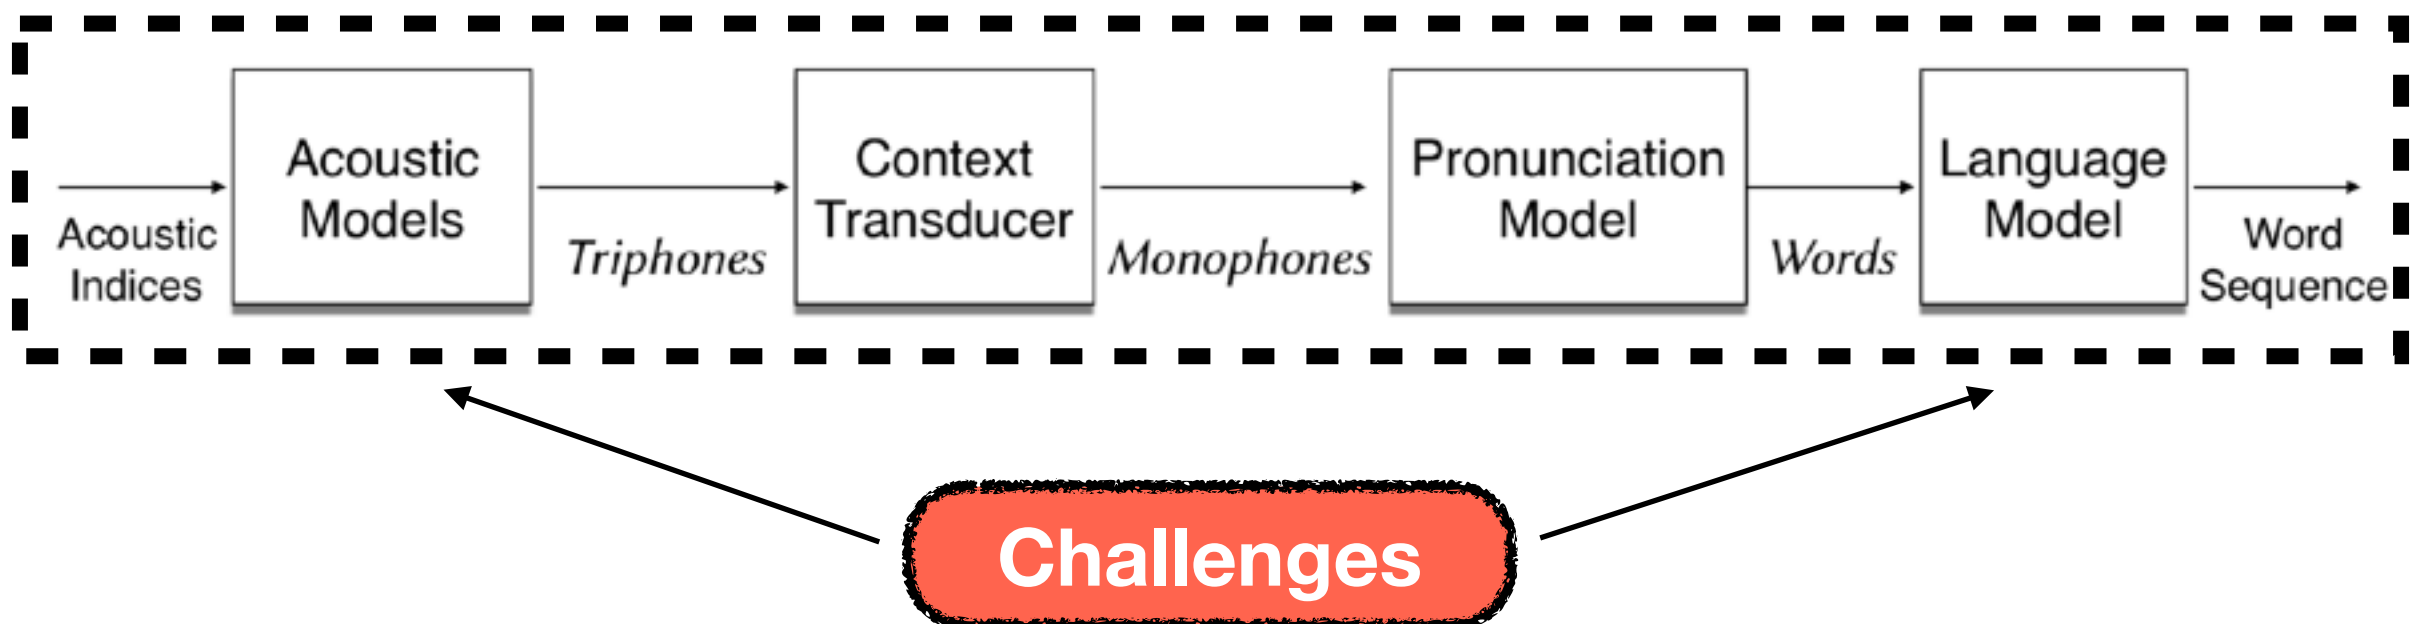 Acoustic
Models
Context
Transducer
Pronunciation
Model
Language
Model
Acoustic
Indices
Triphones
Monophones
Words
Word
Sequence
Challenges